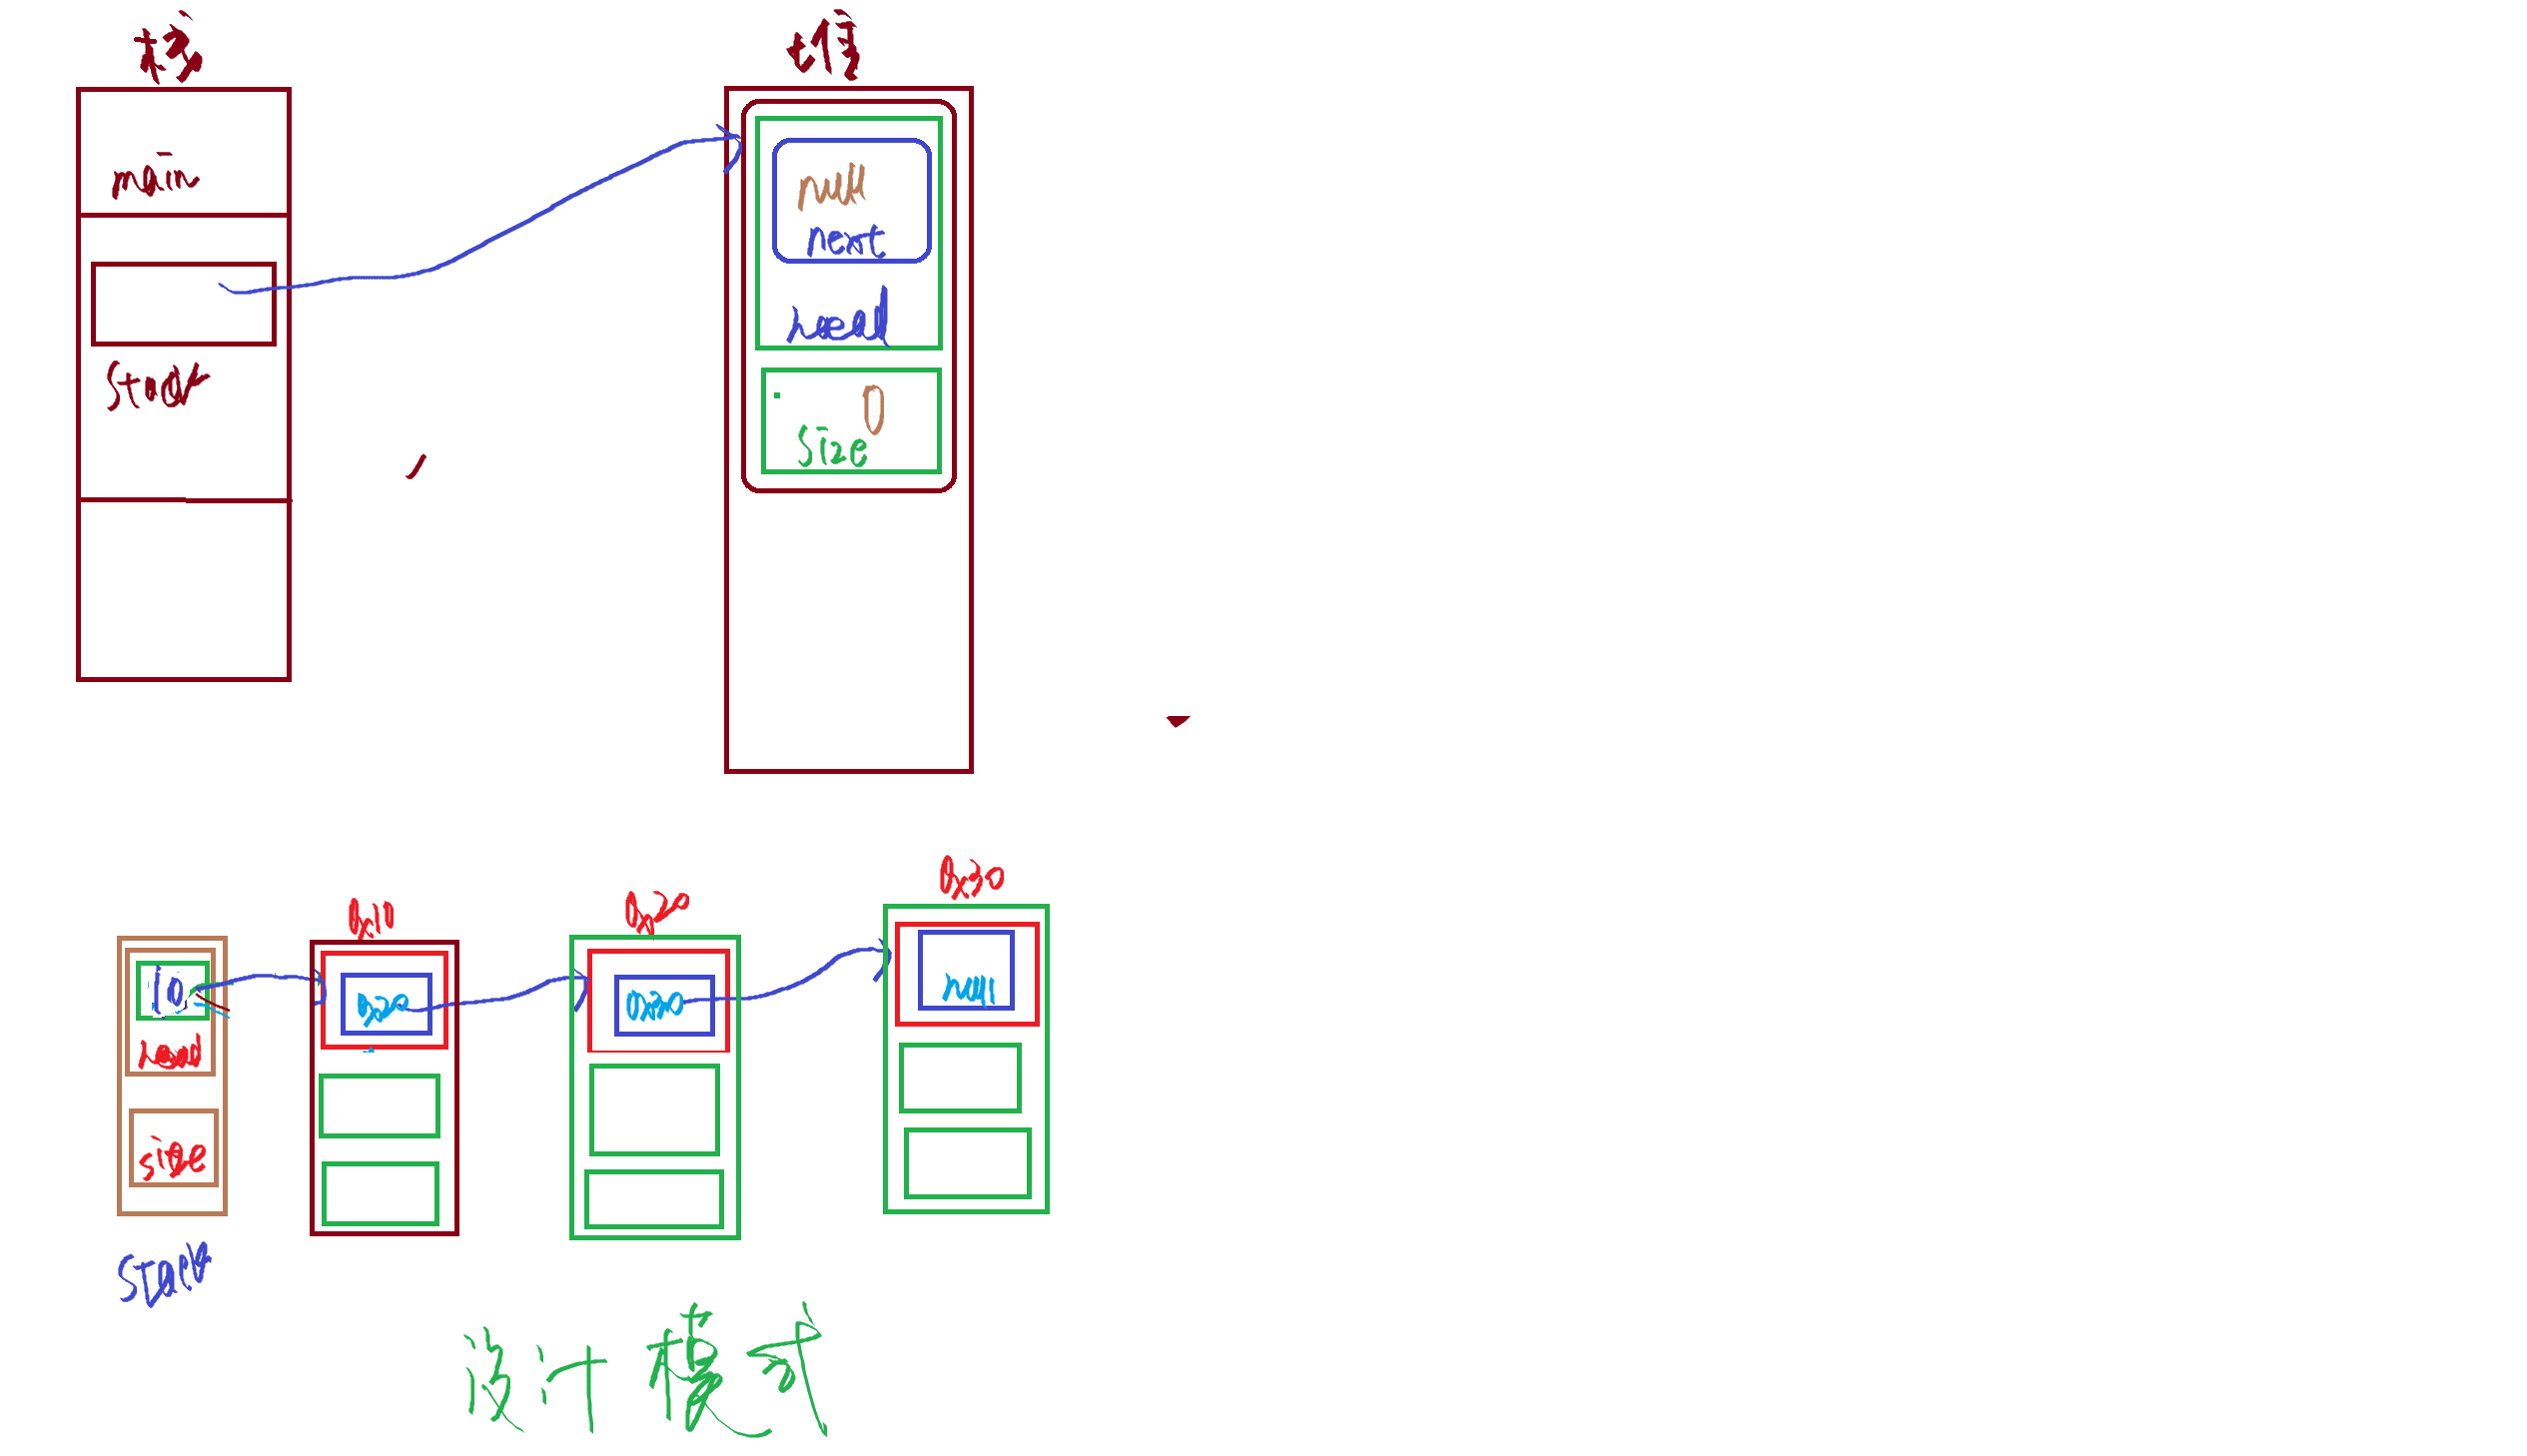 栈
堆
main
null
next
head
stack
0
size
0x10
0x20
0x30
10
0x20
0x30
null
head
size
stack
设计模式